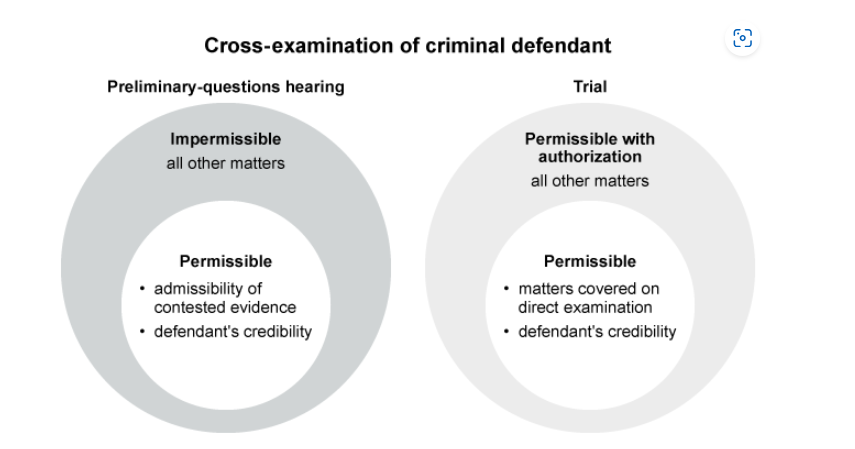 Cross-examination of criminal defendant
Preliminary-questions hearing
Impermissible
all other matters
Permissible
• admissibility of
contested evidence
• defendant's credibility
Trial
Permissible with
authorization
all other matters
Permissible
• matters covered on
direct examination
• defendant's credibility